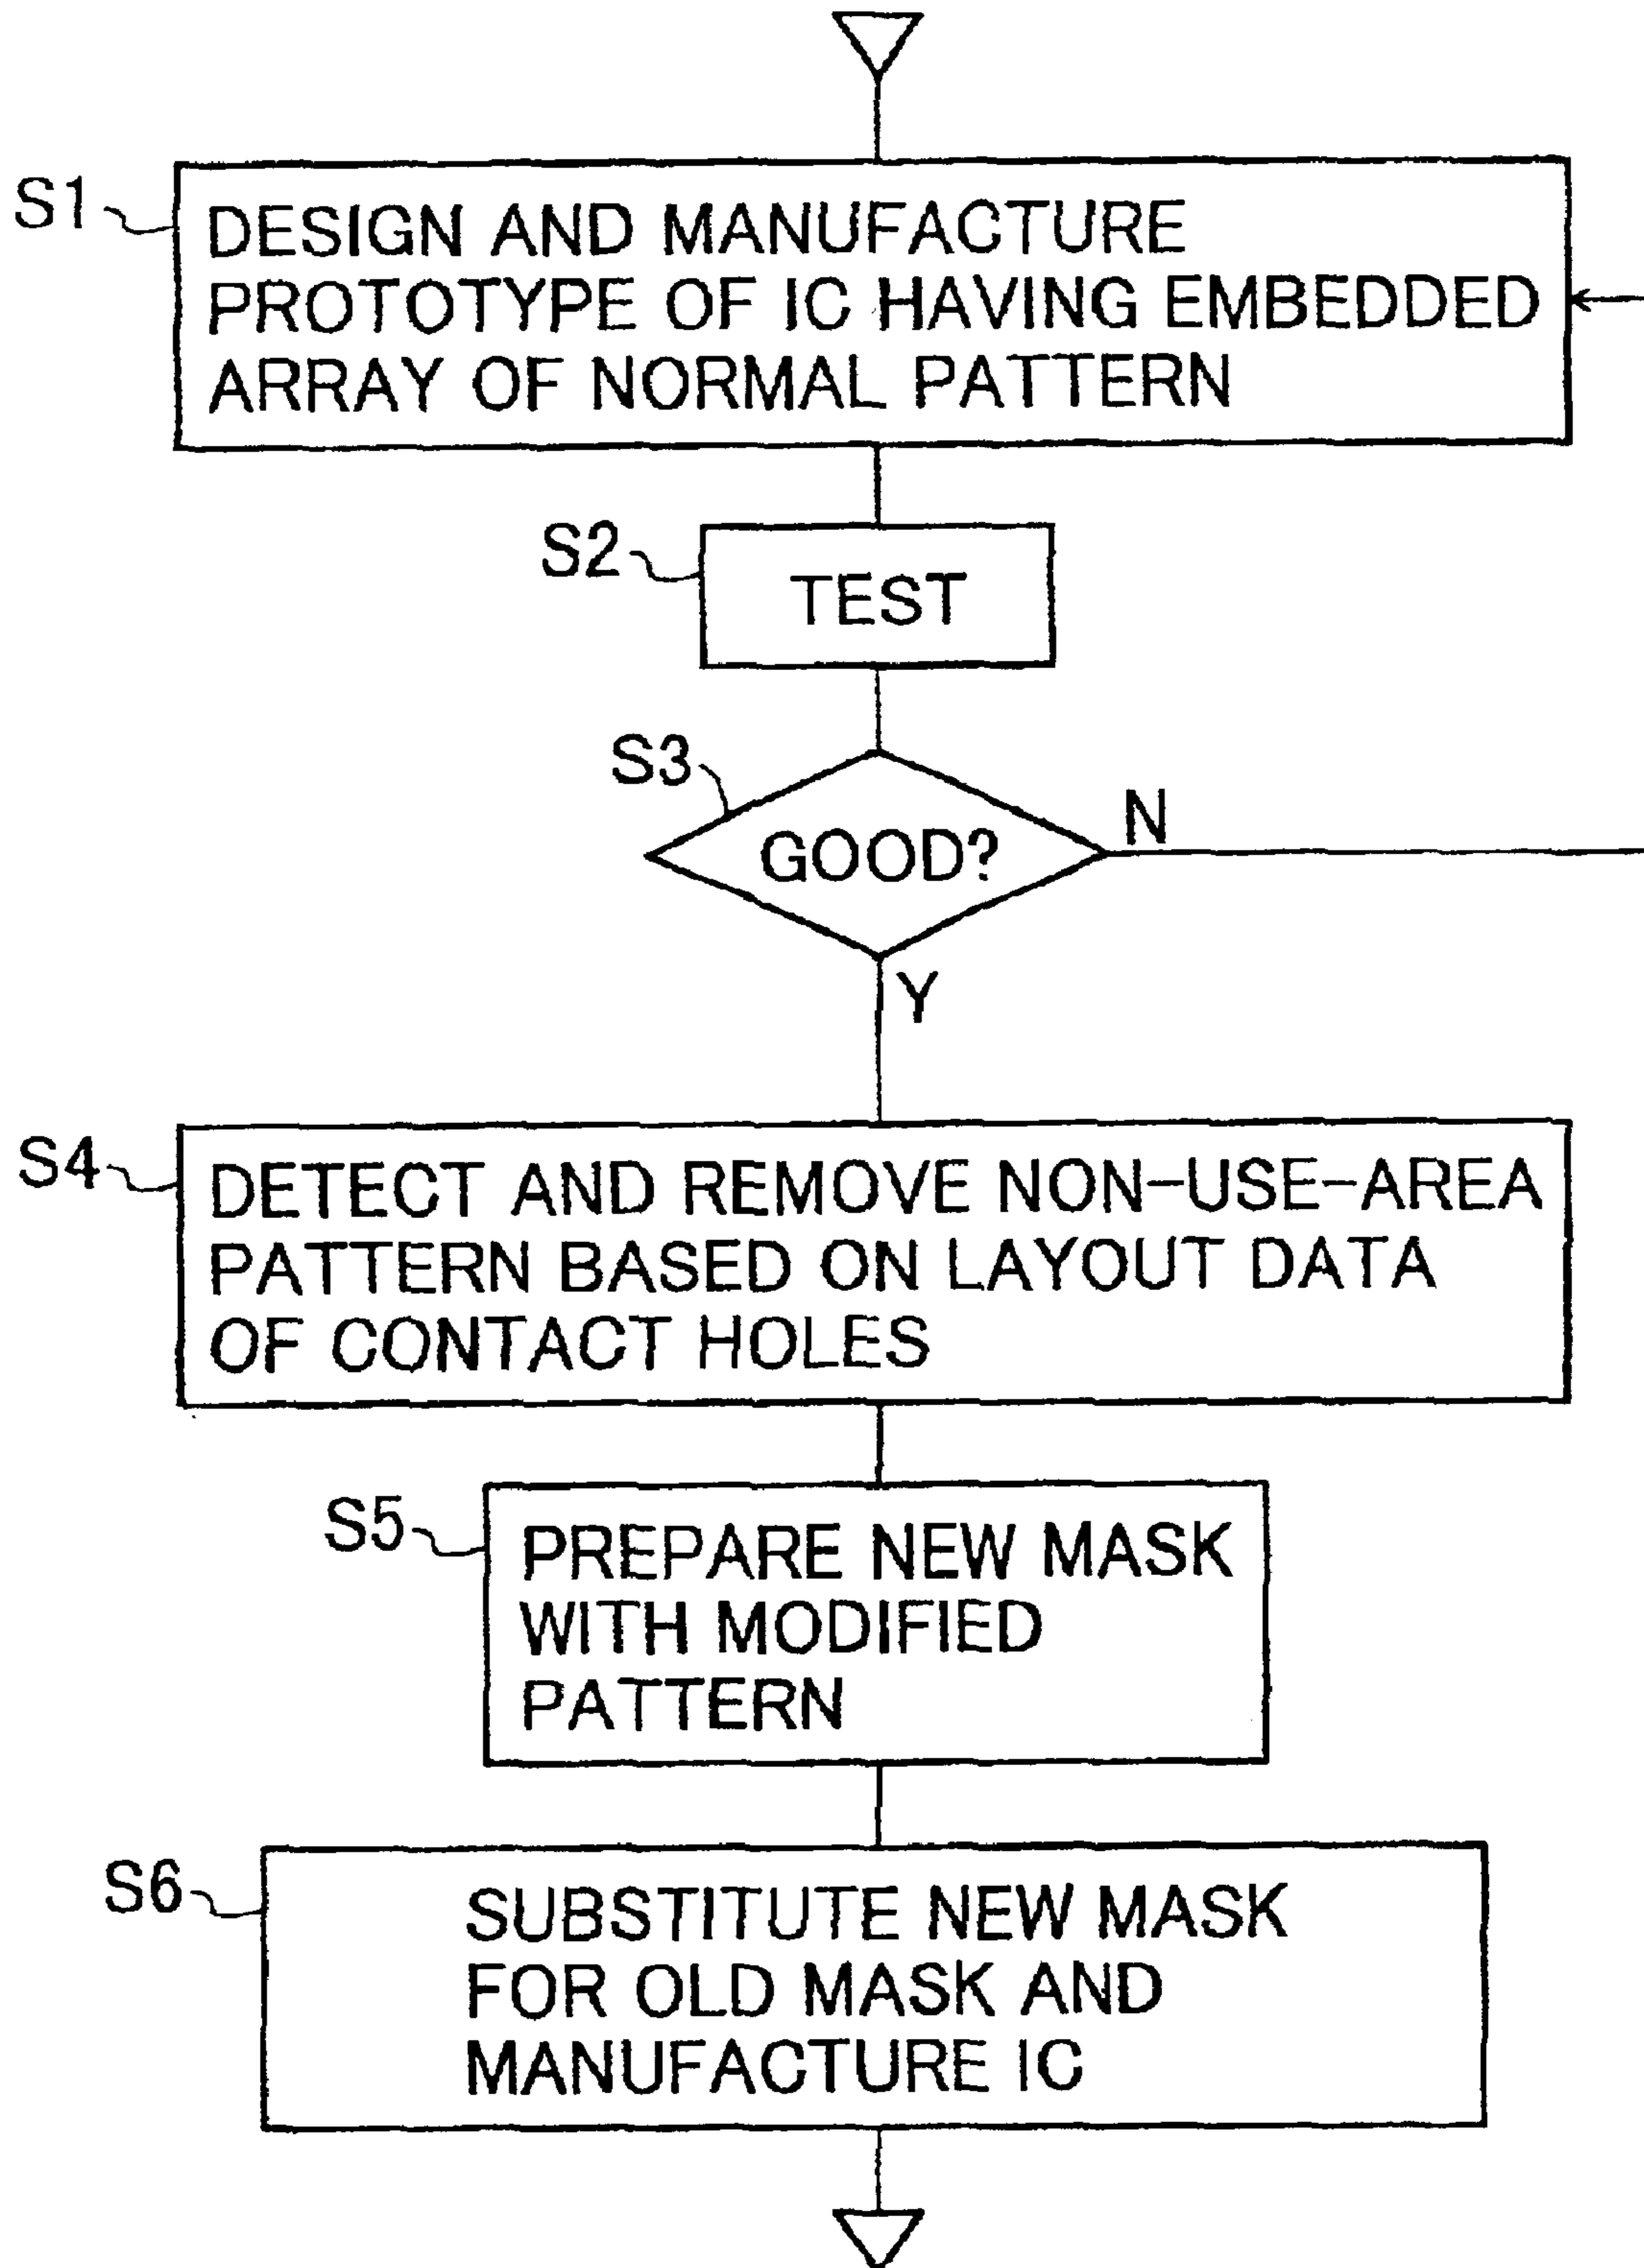 S1
DESIGN AND MANUFACTURE
PROTOTYPE OF IC HAVING EMBEDDED
ARRAY OF NORMAL PATTERN
S2
TEST
S3
GOOD?
N
Y
S4
DETECT AND REMOVE NON-USE-AREA
PATTERN BASED ON LAYOUT DATA
OF CONTACT HOLES
S5
PREPARE NEW MASK
WITH MODIFIED
PATTERN
S6
SUBSTITUTE NEW MASK
FOR OLD MASK AND
MANUFACTURE IC